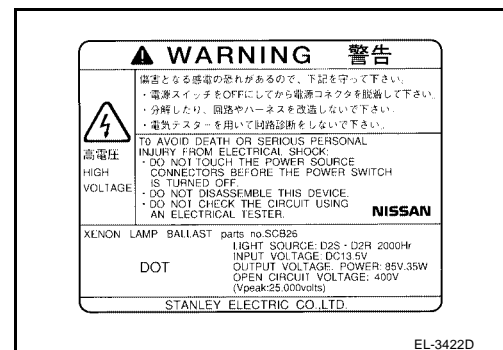 WARNING 警告
傷害となる感電の恐れがあるので、下記を守って下さい。
・電源スイッチをOFFにしてから電源コネクタを脱着して下さい。
・分解したり、回路やハーネスを改造しないで下さい。
・電気テスターを用いて回路診断をしないで下さい。
高電圧
HIGH
VOLTAGE
TO AVOID DEATH OR SERIOUS PERSONAL
INJURY FROM ELECTRICAL SHOCK:
・DO NOT TOUCH THE POWER SOURCE
CONNECTORS BEFORE THE POWER SWITCH
IS TURNED OFF.
・DO NOT DISASSEMBLE THIS DEVICE.
・DO NOT CHECK THE CIRCUIT USING
AN ELECTRICAL TESTER.
NISSAN
XENON LAMP BALLAST parts no.SCB26
LIGHT SOURCE: D2S・D2R 2000Hr
INPUT VOLTAGE: DC13.5V
DOT
OUTPUT VOLTAGE. POWER: 85V.35W
OPEN CIRCUIT VOLTAGE: 400V
(Vpeak:25,000volts)
STANLEY ELECTRIC CO.,LTD.
EL-3422D